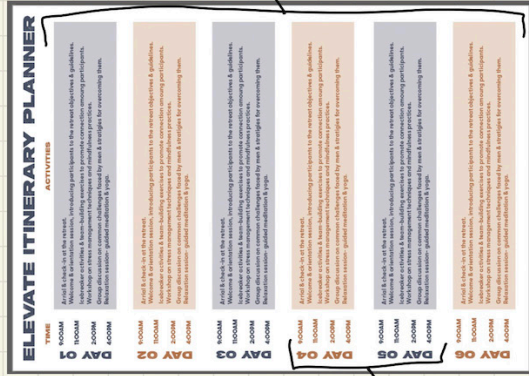 ELEVATE ITINERARY PLANNER
TIME
ACTIVITIES
DAY 01
9:00AM
11:00AM
2:00PM
4:00PM
Arrial & check-in at the retreat.
Welcome & orientation session, introducing participants to the retreat objectives & guidelines.
Icebreaker activities & team-building exercises to promote connection among participants.
Workshop on stress management techniques and mindfulness practices.
Group discussion on common challenges faced by men & stratigies for overcoming them.
Relaxation session- guided meditation & yoga.
DAY 02
9:00AM
11:00AM
2:00PM
4:00PM
Arrial & check-in at the retreat.
Welcome & orientation session, introducing participants to the retreat objectives & guidelines.
Icebreaker activities & team-building exercises to promote connection among participants.
Workshop on stress management techniques and mindfulness practices.
Group discussion on common challenges faced by men & stratigies for overcoming them.
Relaxation session- guided meditation & yoga.
DAY 03
9:00AM
11:00AM
2:00PM
4:00PM
Arrial & check-in at the retreat.
Welcome & orientation session, introducing participants to the retreat objectives & guidelines.
Icebreaker activities & team-building exercises to promote connection among participants.
Workshop on stress management techniques and mindfulness practices.
Group discussion on common challenges faced by men & stratigies for overcoming them.
Relaxation session- guided meditation & yoga.
DAY 04
9:00AM
11:00AM
2:00PM
4:00PM
Arrial & check-in at the retreat.
Welcome & orientation session, introducing participants to the retreat objectives & guidelines.
Icebreaker activities & team-building exercises to promote connection among participants.
Workshop on stress management techniques and mindfulness practices.
Group discussion on common challenges faced by men & stratigies for overcoming them.
Relaxation session- guided meditation & yoga.
DAY 05
9:00AM
11:00AM
2:00PM
4:00PM
Arrial & check-in at the retreat.
Welcome & orientation session, introducing participants to the retreat objectives & guidelines.
Icebreaker activities & team-building exercises to promote connection among participants.
Workshop on stress management techniques and mindfulness practices.
Group discussion on common challenges faced by men & stratigies for overcoming them.
Relaxation session- guided meditation & yoga.
DAY 06
9:00AM
11:00AM
2:00PM
4:00PM
Arrial & check-in at the retreat.
Welcome & orientation session, introducing participants to the retreat objectives & guidelines.
Icebreaker activities & team-building exercises to promote connection among participants.
Workshop on stress management techniques and mindfulness practices.
Group discussion on common challenges faced by men & stratigies for overcoming them.
Relaxation session- guided meditation & yoga.